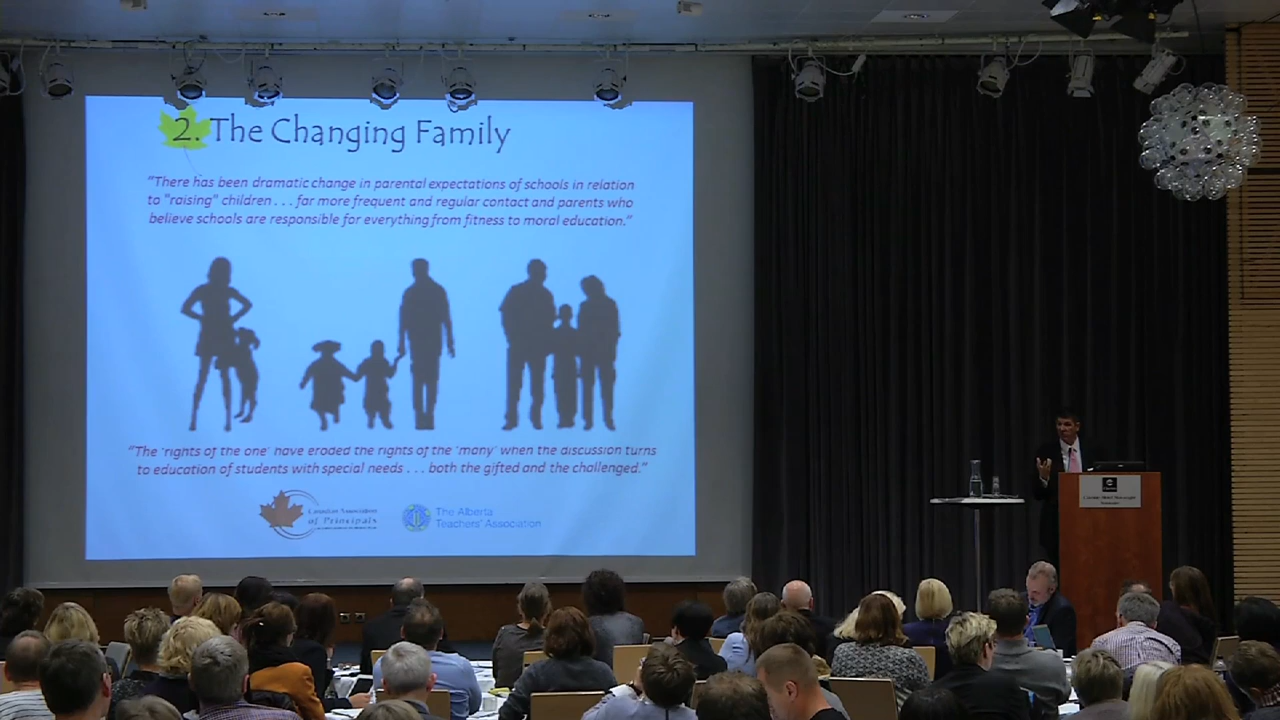 2. The Changing Family
"There has been dramatic change in parental expectations of schools in relation
to "raising" children . . . far more frequent and regular contact and parents who
believe schools are responsible for everything from fitness to moral education."
"The 'rights of the one' have eroded the rights of the 'many' when the discussion turns
to education of students with special needs . . . both the gifted and the challenged."
Canadian Association
of Principals
The Alberta
Teachers' Association